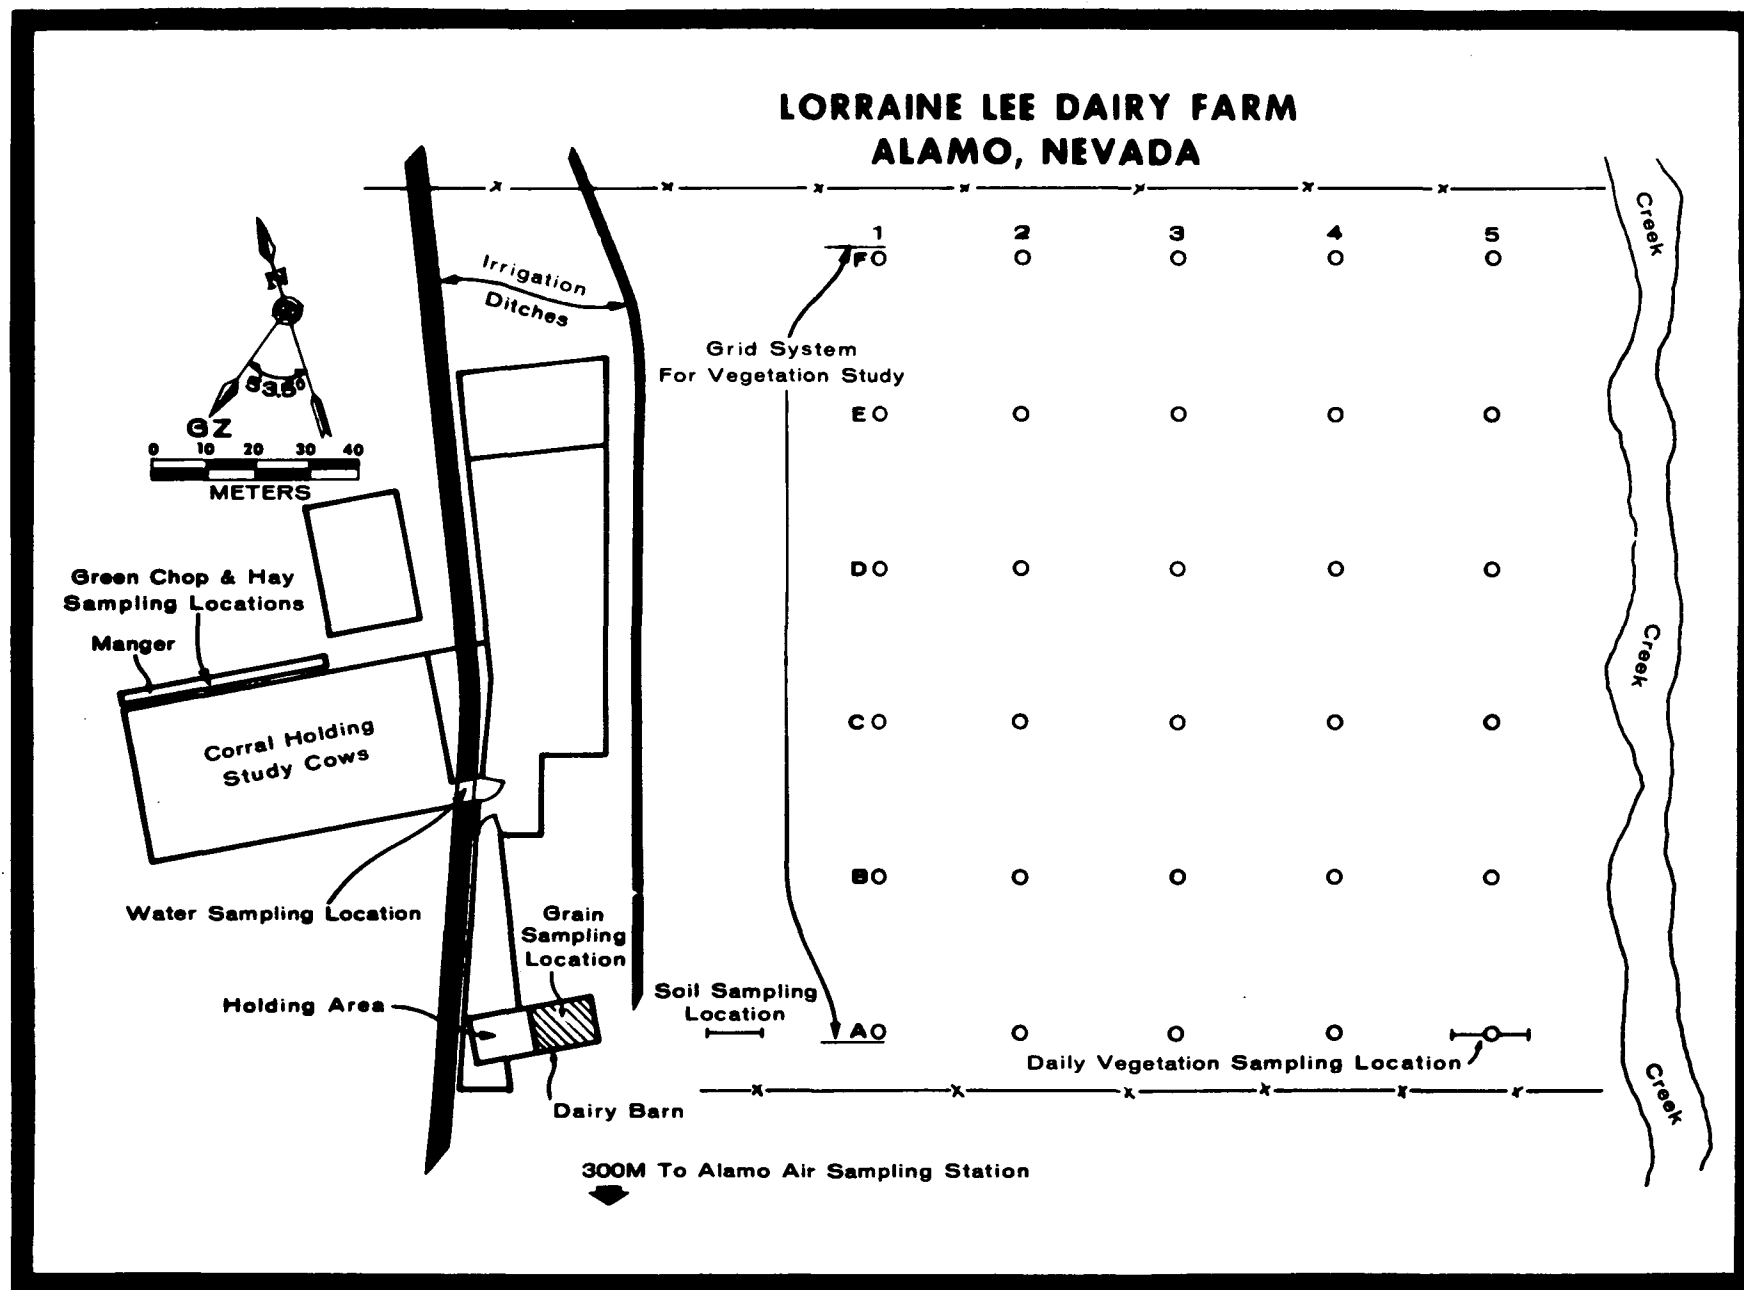 LORRAINE LEE DAIRY FARM
ALAMO, NEVADA
Creek
1 2 3 4 5
F
Irrigation
Ditches
N
53.5°
GZ
0 10 20 30 40
METERS
Grid System
For Vegetation Study
E
D
Green Chop & Hay
Sampling Locations
Manger
Creek
Corral Holding
Study Cows
C
B
Water Sampling Location
Grain
Sampling
Location
Holding Area
Soil Sampling
Location
A
Daily Vegetation Sampling Location
Creek
Dairy Barn
300M To Alamo Air Sampling Station